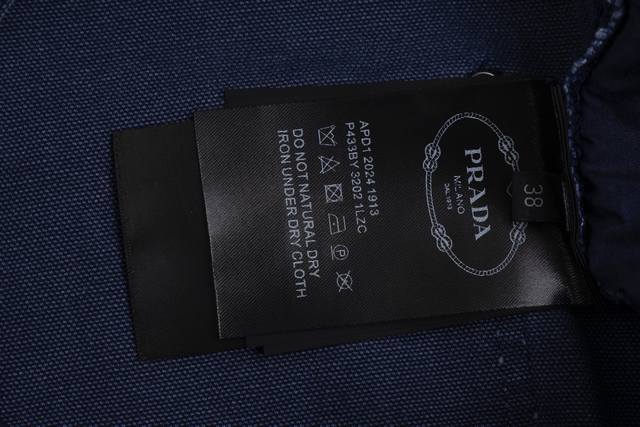 PRADA
MILANO
DAL 1913
38
APD1 2024 1913
P433BY 3202 1LZC
DO NOT NATURAL DRY
IRON UNDER DRY CLOTH